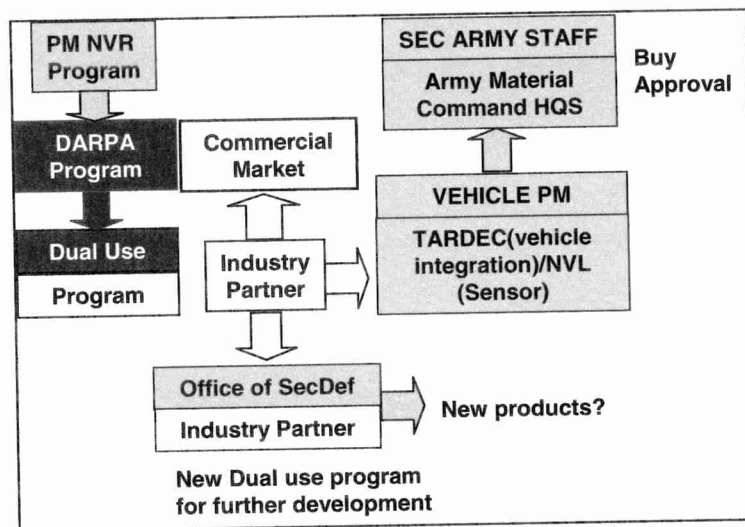 PM NVR
Program
DARPA
Program
Dual Use
Program
Commercial
Market
Industry
Partner
SEC ARMY STAFF
Army Material
Command HQS
Buy
Approval
VEHICLE PM
TARDEC(vehicle
integration)/NVL
(Sensor)
Office of SecDef
Industry Partner
New products?
New Dual use program
for further development